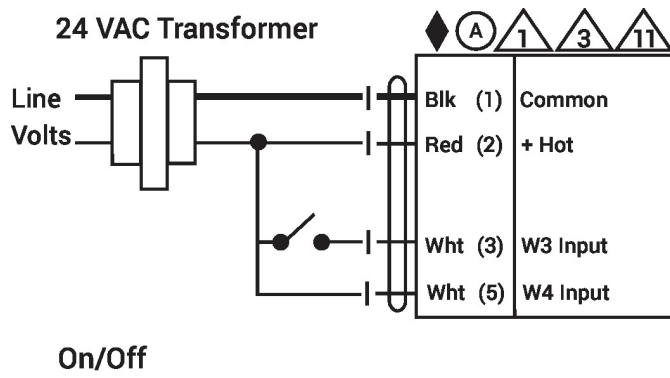 24 VAC Transformer
A 1 3 11
Line
Volts
Blk (1) Common
Red (2) + Hot
Wht (3) W3 Input
Wht (5) W4 Input
On/Off